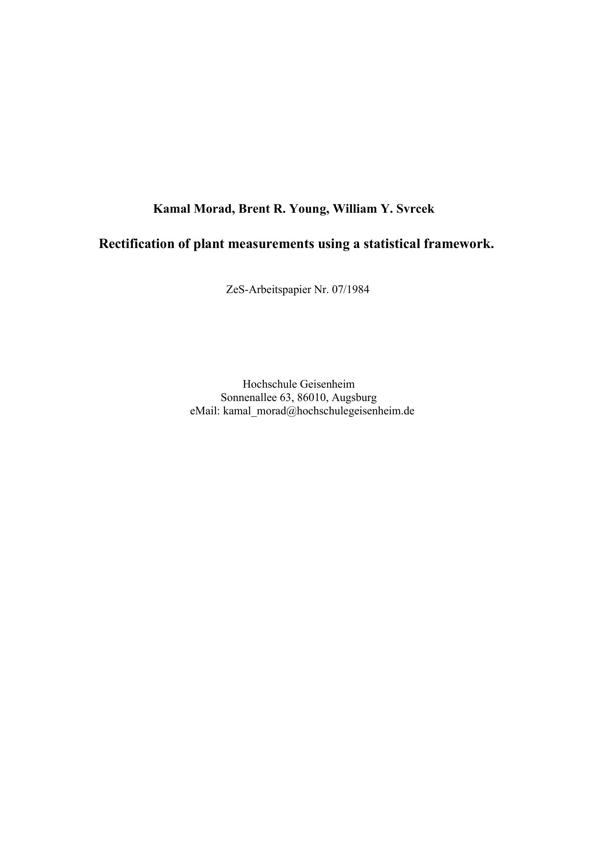 Kamal Morad, Brent R. Young, William Y. Svrcek
Rectification of plant measurements using a statistical framework.
ZeS-Arbeitspapier Nr. 07/1984
Hochschule Geisenheim
Sonnenallee 63, 86010, Augsburg
eMail: kamal_morad@hochschulegeisenheim.de